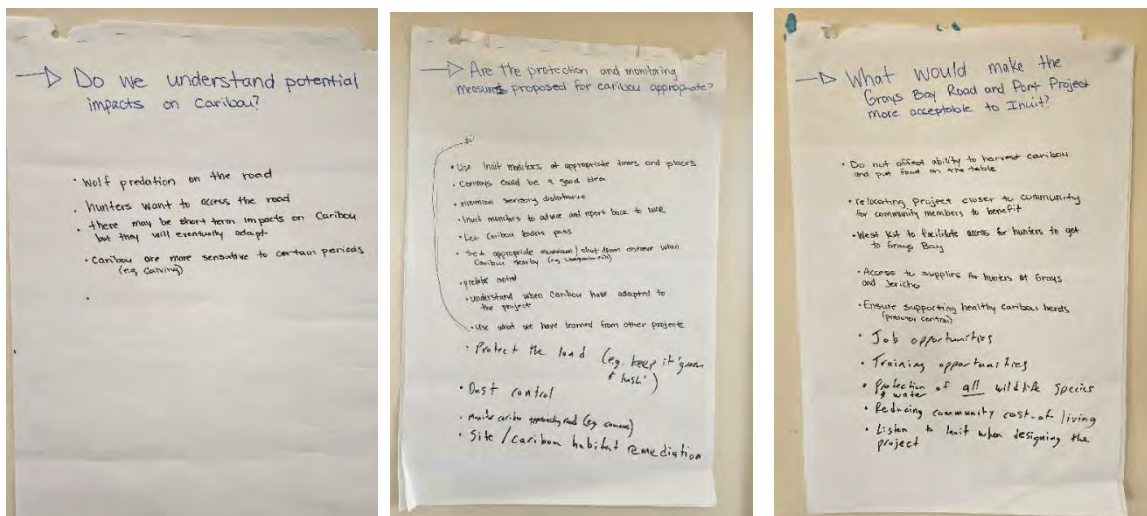 Do we understand potential
impacts on Caribou?
• Wolf predation on the road
• hunters want to access the road
• there may be short term impacts on Caribou
but they will eventually adapt
• Caribou are more sensative to certain periods
(e.g. calving)
•
Are the protection and monitoring
measures proposed for caribou appropriate?
• Use Inuit monitors at appropriate times and places
• Convoys could be a good idea
• minimize sensory disturbance
• Inuit monitors to advise and report back to
• Let Caribou leaders pass
• Set appropriate shut down distance when
Caribou nearby (e.g.
• predator control
• Understand when Caribou have adapted to
the project
• Use what we have learned from other projects
• Protect the land (e.g. keep it 'green
& lush')
• Dust control
• Monitor caribou approaching road (e.g. cameras)
• Site / caribou habitat remediation
What would make the
Grays Bay Road and Port Project
more acceptable to Inuit?
• Do not affect ability to harvest caribou
and put food on the table
• relocating project closer to community
for community members to benefit
• West Kit to facilitate access for hunters to get
to Grays Bay
• Access to supplies for hunters at Grays
and Jericho
• Ensure supporting healthy caribou herds
(predator control)
• Job opportunities
• Training opportunities
• Protection of all wildlife species
& water
• Reducing community cost-of living
• Listen to Inuit when designing the
project